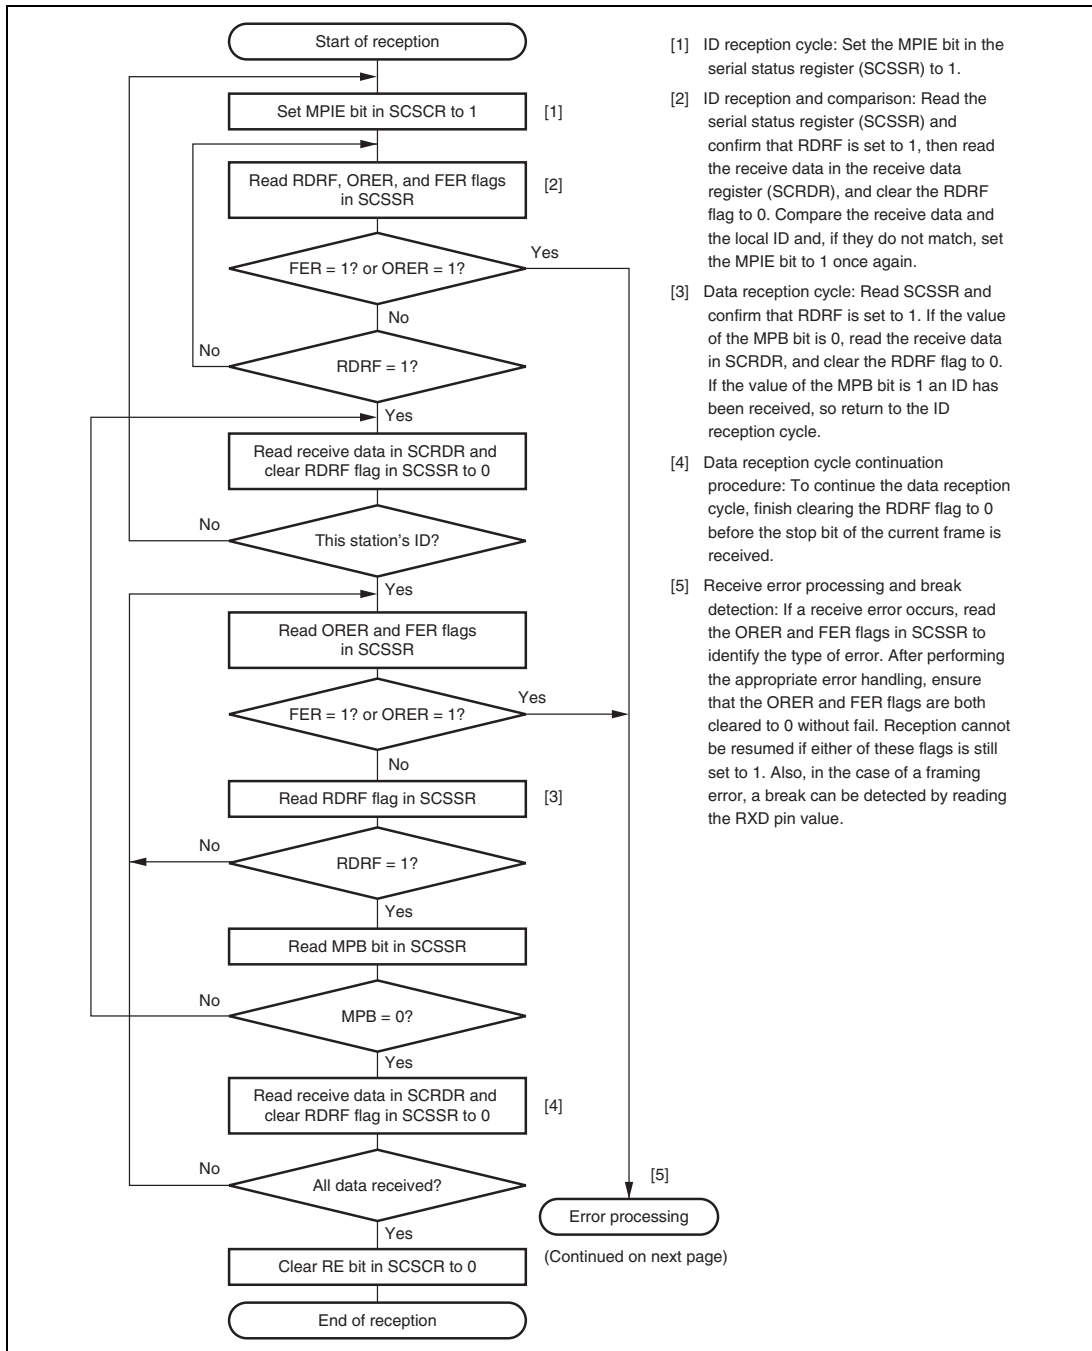 Start of reception
Set MPIE bit in SCSCR to 1
[1]
Read RDRF, ORER, and FER flags
in SCSSR
[2]
FER = 1? or ORER = 1?
Yes
No
RDRF = 1?
No
Yes
Read receive data in SCRDR and
clear RDRF flag in SCSSR to 0
This station's ID?
No
Yes
Read ORER and FER flags
in SCSSR
FER = 1? or ORER = 1?
Yes
No
Read RDRF flag in SCSSR
[3]
RDRF = 1?
No
Yes
Read MPB bit in SCSSR
MPB = 0?
No
Yes
Read receive data in SCRDR and
clear RDRF flag in SCSSR to 0
[4]
All data received?
No
Yes
Clear RE bit in SCSCR to 0
End of reception
[5]
Error processing
(Continued on next page)
[1] ID reception cycle: Set the MPIE bit in the
serial status register (SCSSR) to 1.
[2] ID reception and comparison: Read the
serial status register (SCSSR) and
confirm that RDRF is set to 1, then read
the receive data in the receive data
register (SCRDR), and clear the RDRF
flag to 0. Compare the receive data and
the local ID and, if they do not match, set
the MPIE bit to 1 once again.
[3] Data reception cycle: Read SCSSR and
confirm that RDRF is set to 1. If the value
of the MPB bit is 0, read the receive data
in SCRDR, and clear the RDRF flag to 0.
If the value of the MPB bit is 1 an ID has
been received, so return to the ID
reception cycle.
[4] Data reception cycle continuation
procedure: To continue the data reception
cycle, finish clearing the RDRF flag to 0
before the stop bit of the current frame is
received.
[5] Receive error processing and break
detection: If a receive error occurs, read
the ORER and FER flags in SCSSR to
identify the type of error. After performing
the appropriate error handling, ensure
that the ORER and FER flags are both
cleared to 0 without fail. Reception cannot
be resumed if either of these flags is still
set to 1. Also, in the case of a framing
error, a break can be detected by reading
the RXD pin value.